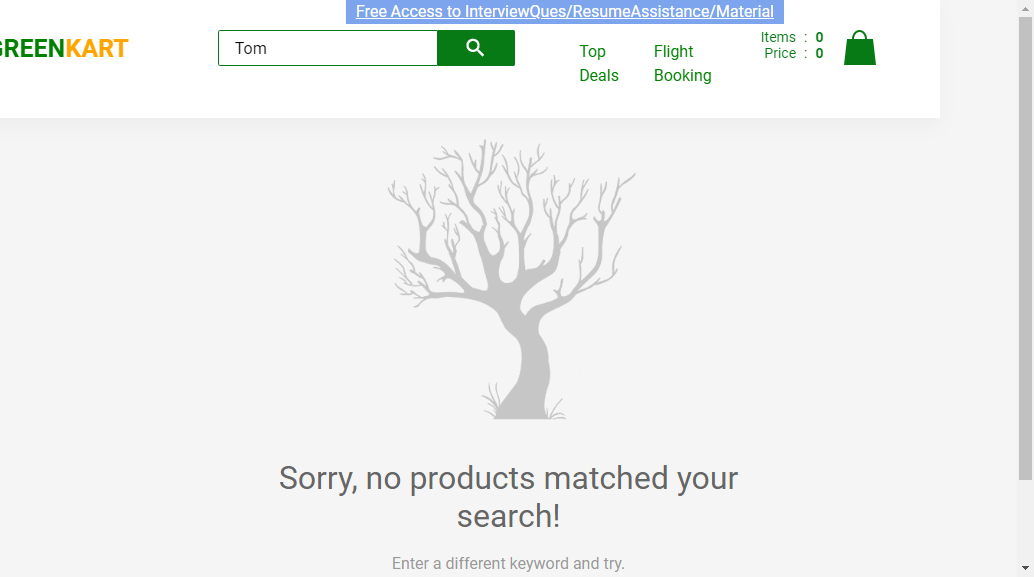 Free Access to InterviewQues/ResumeAssistance/Material
GREENKART
Tom
Top Deals
Flight Booking
Items : 0
Price : 0
Sorry, no products matched your
search!
Enter a different keyword and try.